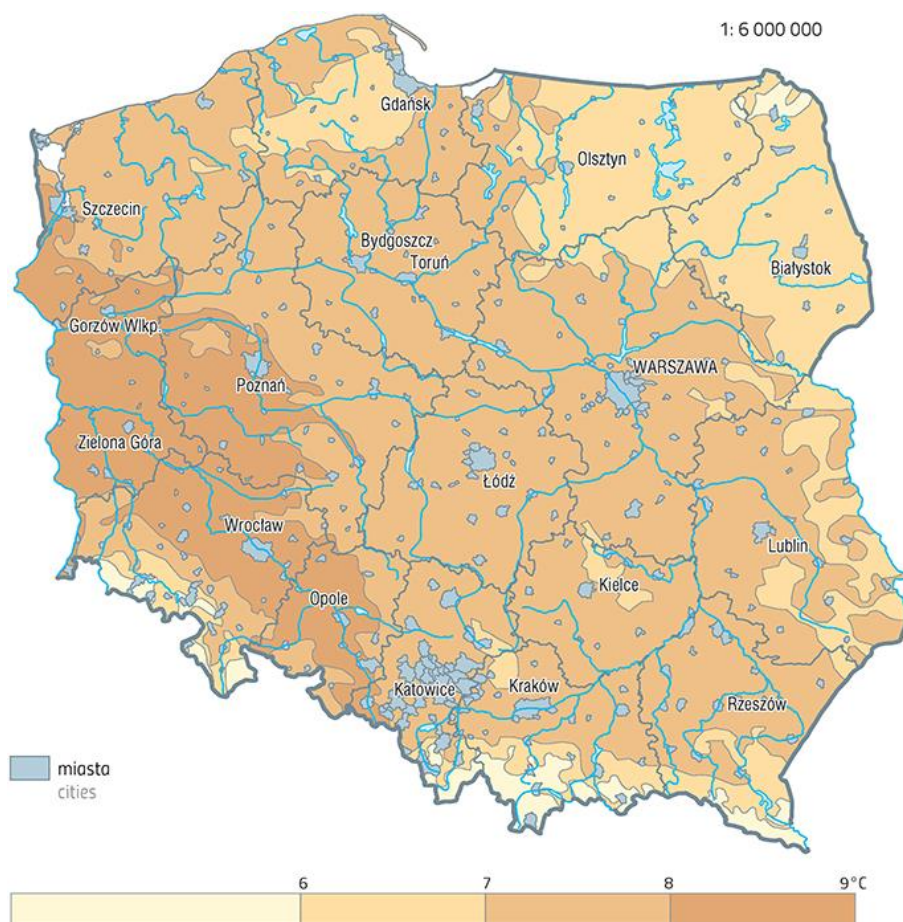 1: 6 000 000
Gdańsk
Olsztyn
Szczecin
Bydgoszcz
Toruń
Białystok
Gorzów Wlkp.
WARSZAWA
Poznań
Zielona Góra
Łódź
Wrocław
Lublin
Kielce
Opole
Katowice
Kraków
Rzeszów
miasta
cities
6 7 8 9°C